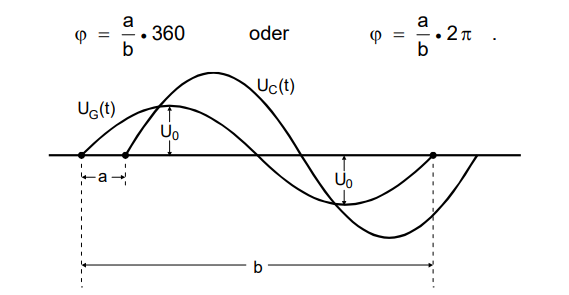 φ = a/b • 360 oder φ = a/b • 2π .
U_C(t)
U_G(t)
U_0
U_0
a
b